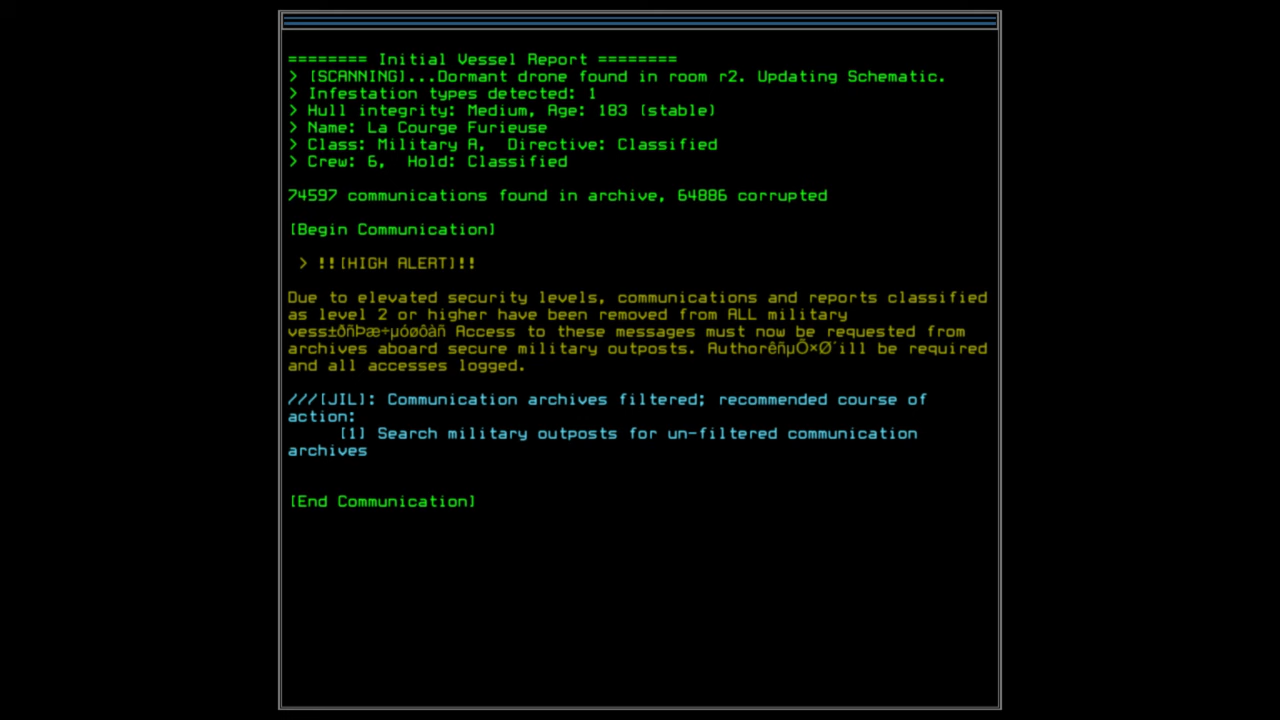 ======== Initial Vessel Report ========
> [SCANNING]...Dormant drone found in room r2. Updating Schematic.
> Infestation types detected: 1
> Hull integrity: Medium, Age: 183 (stable)
> Name: La Courge Furieuse
> Class: Military A,  Directive: Classified
> Crew: 6,  Hold: Classified
74597 communications found in archive, 64886 corrupted
[Begin Communication]
> !![HIGH ALERT]!!
Due to elevated security levels, communications and reports classified
as level 2 or higher have been removed from ALL military
vess±ðñÞæ÷µóøôàñ Access to these messages must now be requested from
archives aboard secure military outposts. AuthorêñµÕ×Ø´ill be required
and all accesses logged.
///[JIL]: Communication archives filtered; recommended course of
action:
[1] Search military outposts for un-filtered communication
archives
[End Communication]